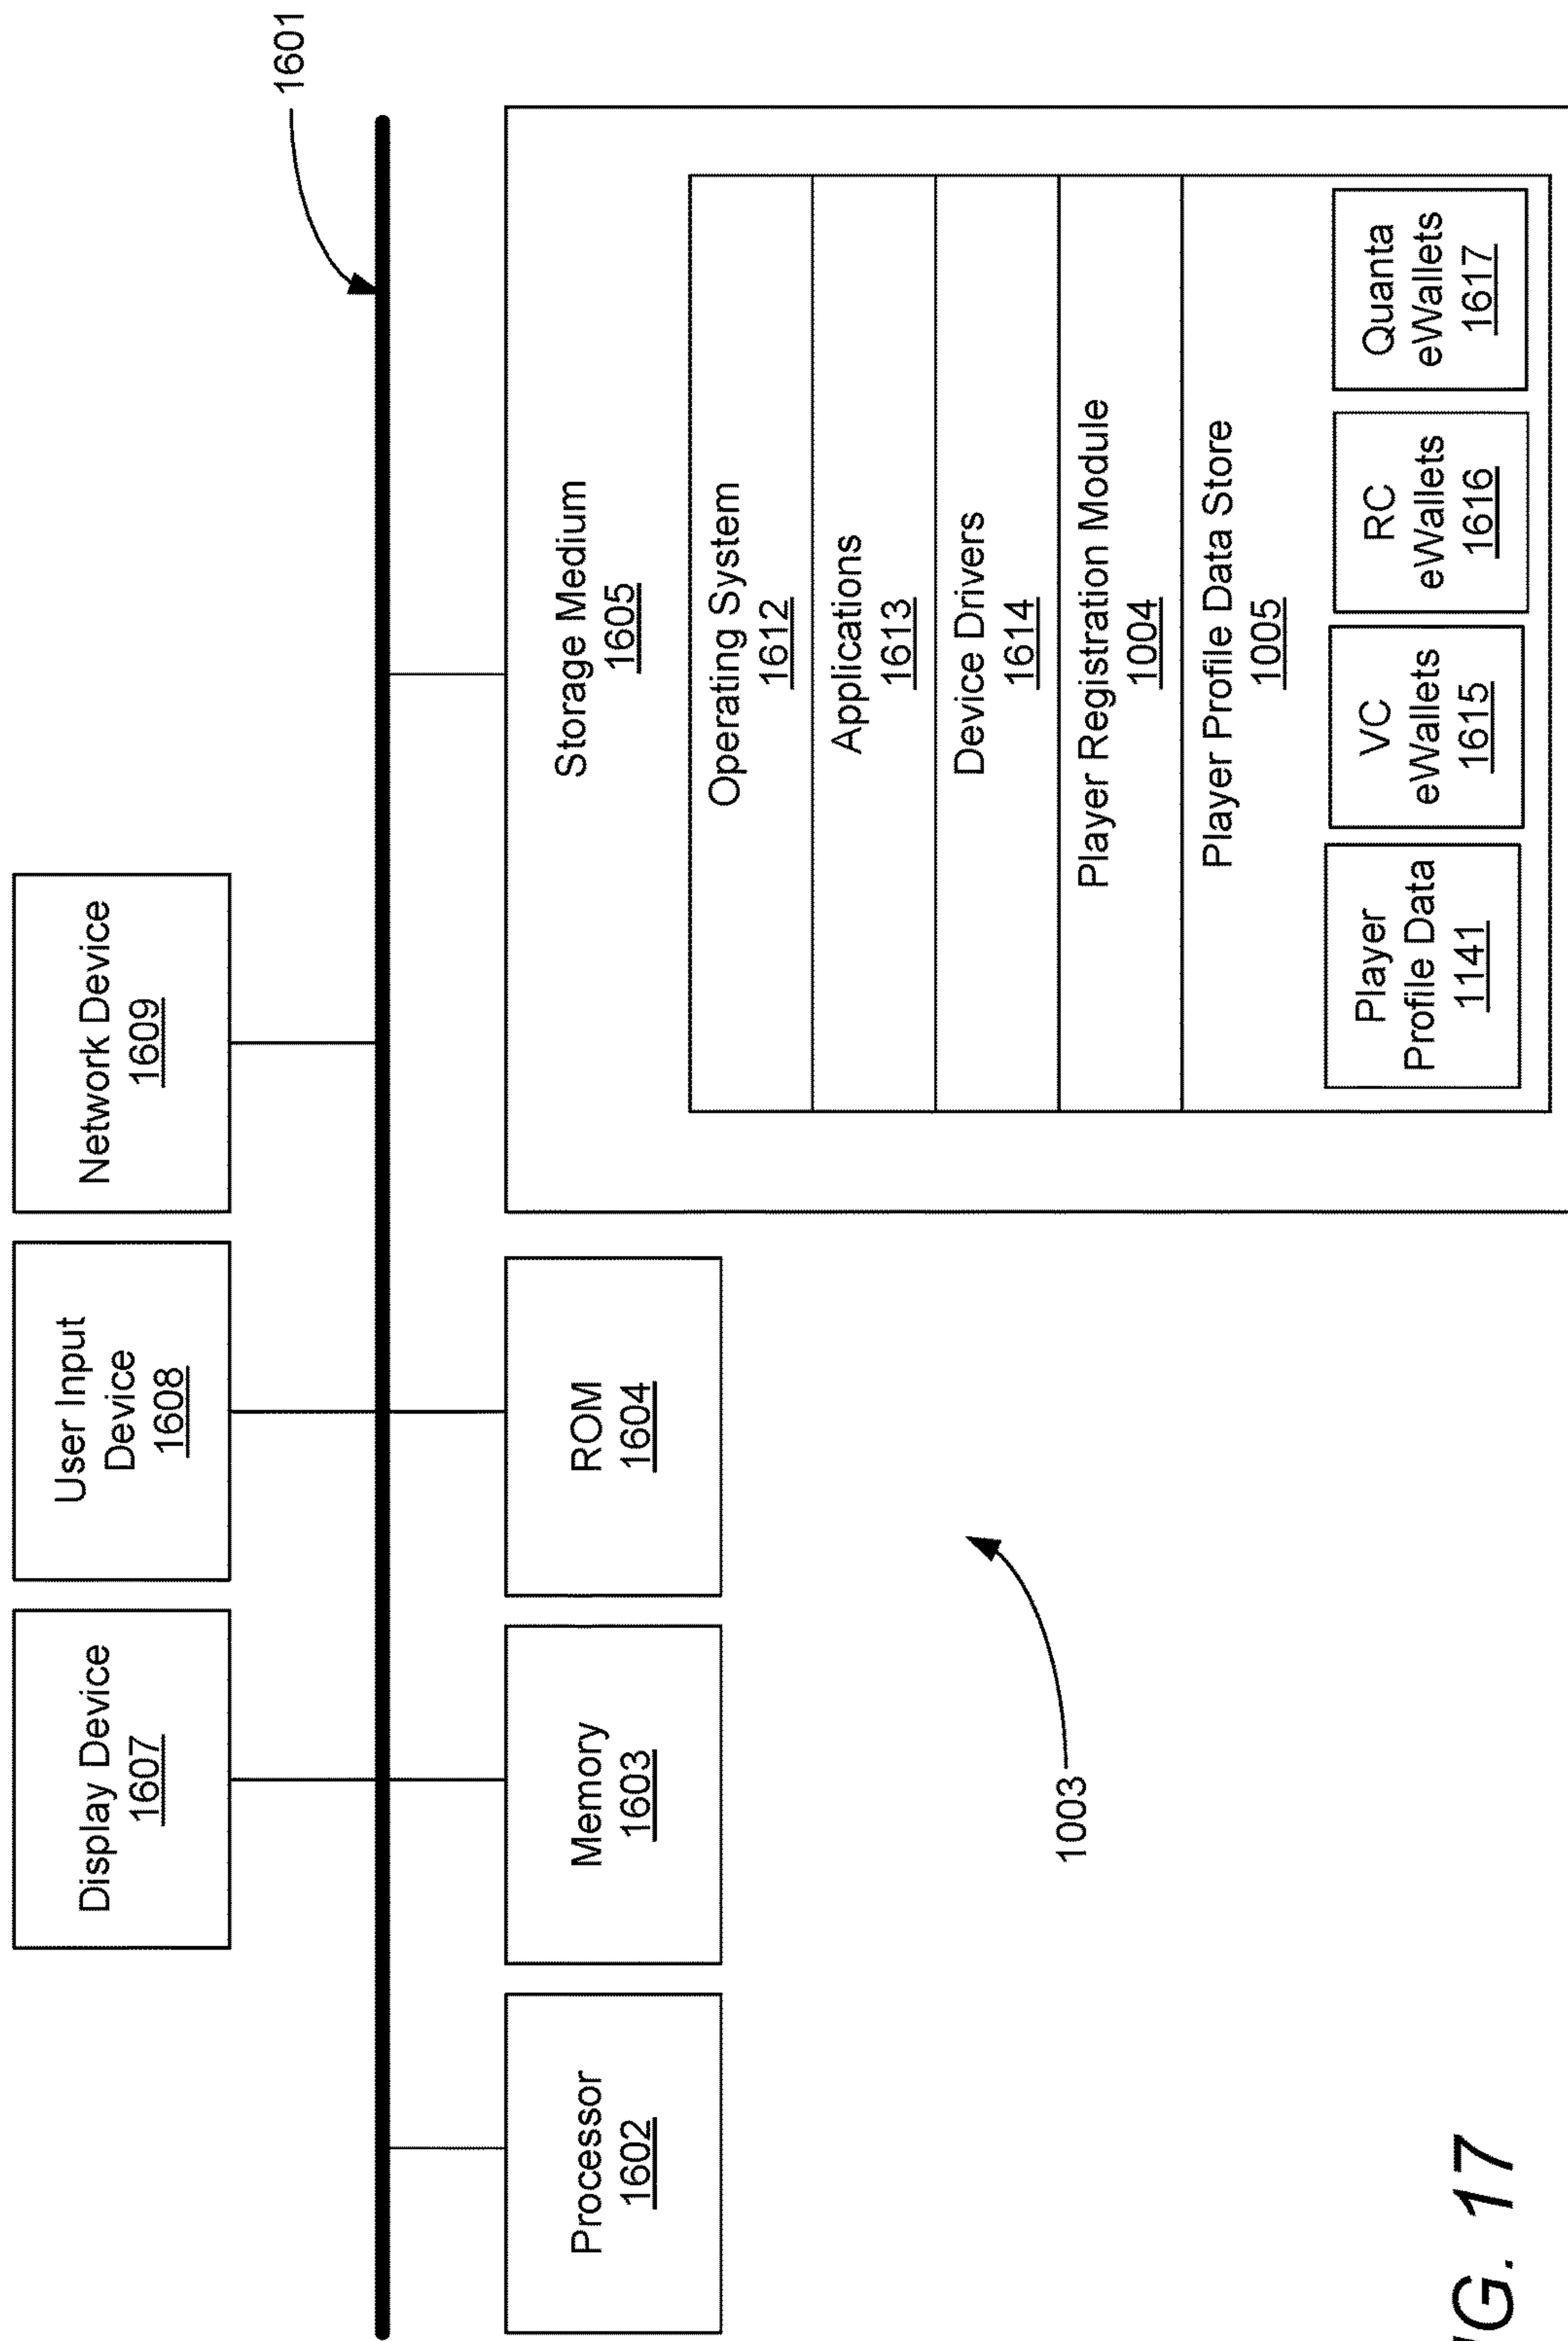 1601
Display Device
1607
User Input
Device
1608
Network Device
1609
Processor
1602
Memory
1603
ROM
1604
Storage Medium
1605
Operating System
1612
Applications
1613
Device Drivers
1614
Player Registration Module
1004
Player Profile Data Store
1005
Player
Profile Data
1141
VC
eWallets
1615
RC
eWallets
1616
Quanta
eWallets
1617
1003
IG. 17